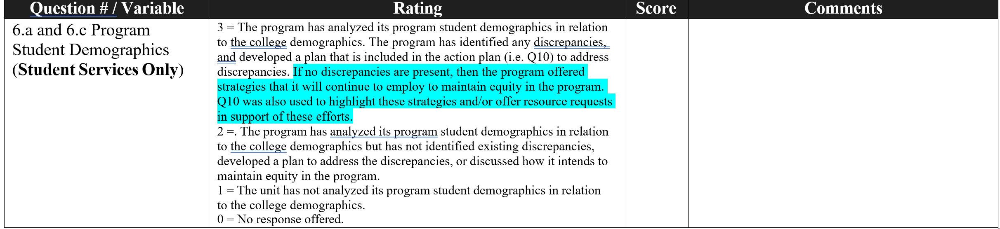 Question # / Variable Rating Score Comments
6.a and 6.c Program
Student Demographics
(Student Services Only)
3 = The program has analyzed its program student demographics in relation
to the college demographics. The program has identified any discrepancies,
and developed a plan that is included in the action plan (i.e. Q10) to address
discrepancies. If no discrepancies are present, then the program offered
strategies that it will continue to employ to maintain equity in the program.
Q10 was also used to highlight these strategies and/or offer resource requests
in support of these efforts.
2 =. The program has analyzed its program student demographics in relation
to the college demographics but has not identified existing discrepancies,
developed a plan to address the discrepancies, or discussed how it intends to
maintain equity in the program.
1 = The unit has not analyzed its program student demographics in relation
to the college demographics.
0 = No response offered.